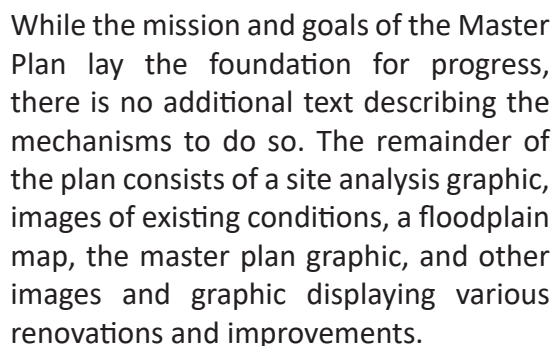 While the mission and goals of the Master
Plan lay the foundation for progress,
there is no additional text describing the
mechanisms to do so. The remainder of
the plan consists of a site analysis graphic,
images of existing conditions, a floodplain
map, the master plan graphic, and other
images and graphic displaying various
renovations and improvements.